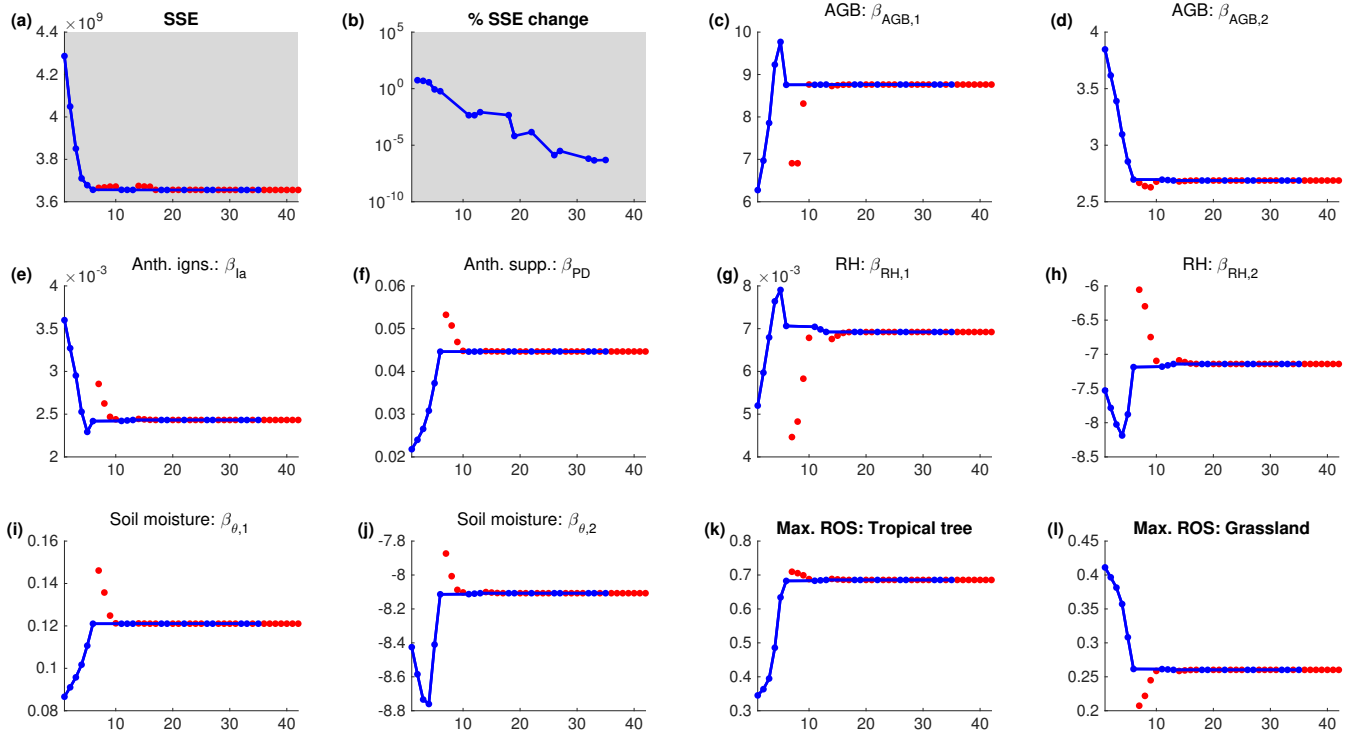 (a) SSE
×10^9
4.4
4.2
4
3.8
3.6
10 20 30 40
(b) % SSE change
10^5
10^0
10^-5
10^-10
10 20 30 40
(c) AGB: β_AGB,1
10
9
8
7
6
10 20 30 40
(d) AGB: β_AGB,2
4
3.5
3
2.5
10 20 30 40
(e) Anth. igns.: β_Ia
×10^-3
4
3.5
3
2.5
2
10 20 30 40
(f) Anth. supp.: β_PD
0.06
0.05
0.04
0.03
0.02
10 20 30 40
(g) RH: β_RH,1
×10^-3
8
7
6
5
4
10 20 30 40
(h) RH: β_RH,2
-6
-6.5
-7
-7.5
-8
-8.5
10 20 30 40
(i) Soil moisture: β_θ,1
0.16
0.14
0.12
0.1
0.08
10 20 30 40
(j) Soil moisture: β_θ,2
-7.8
-8
-8.2
-8.4
-8.6
-8.8
10 20 30 40
(k) Max. ROS: Tropical tree
0.8
0.7
0.6
0.5
0.4
0.3
10 20 30 40
(l) Max. ROS: Grassland
0.45
0.4
0.35
0.3
0.25
0.2
10 20 30 40